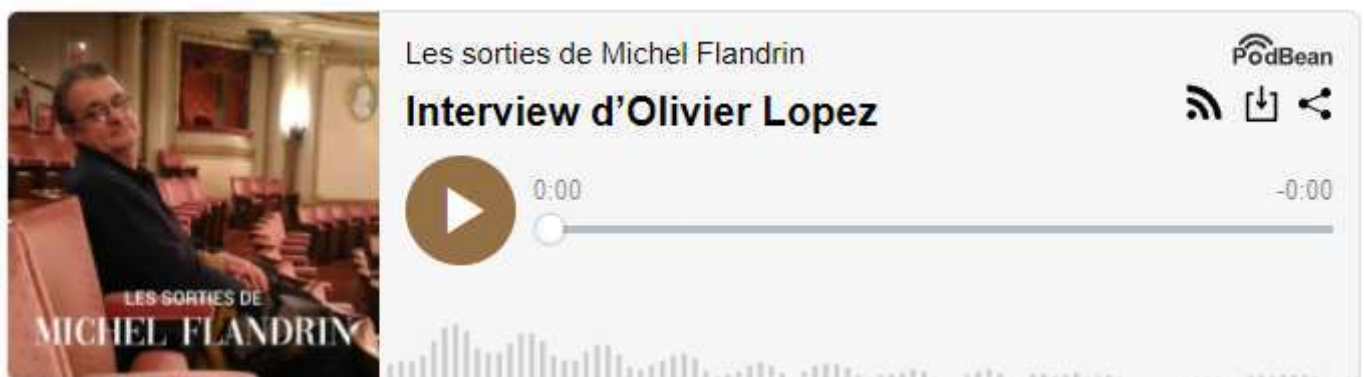 Les sorties de Michel Flandrin
PodBean
Interview d’Olivier Lopez
0:00
-0:00
LES SORTIES DE
MICHEL FLANDRIN